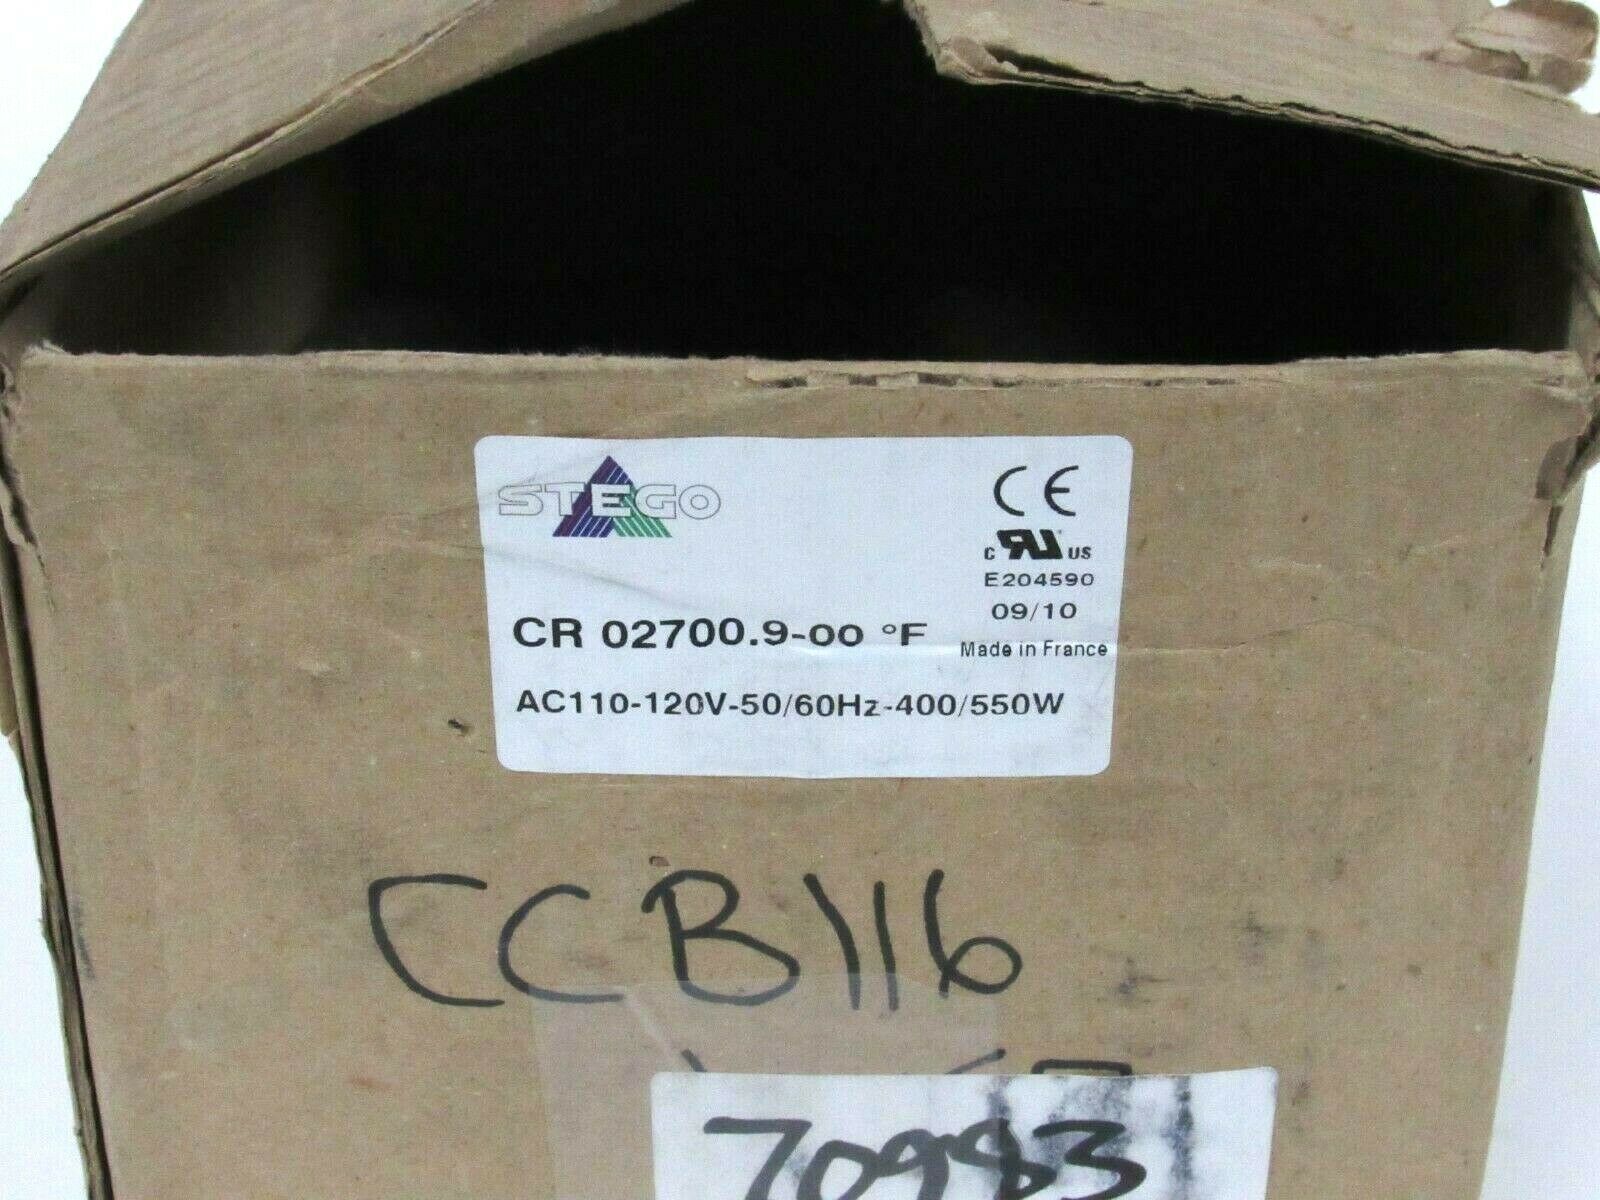 STEGO
CE
c RU US
E204590
09/10
CR 02700.9-00 °F
Made in France
AC110-120V-50/60Hz-400/550W
CCB116
70983